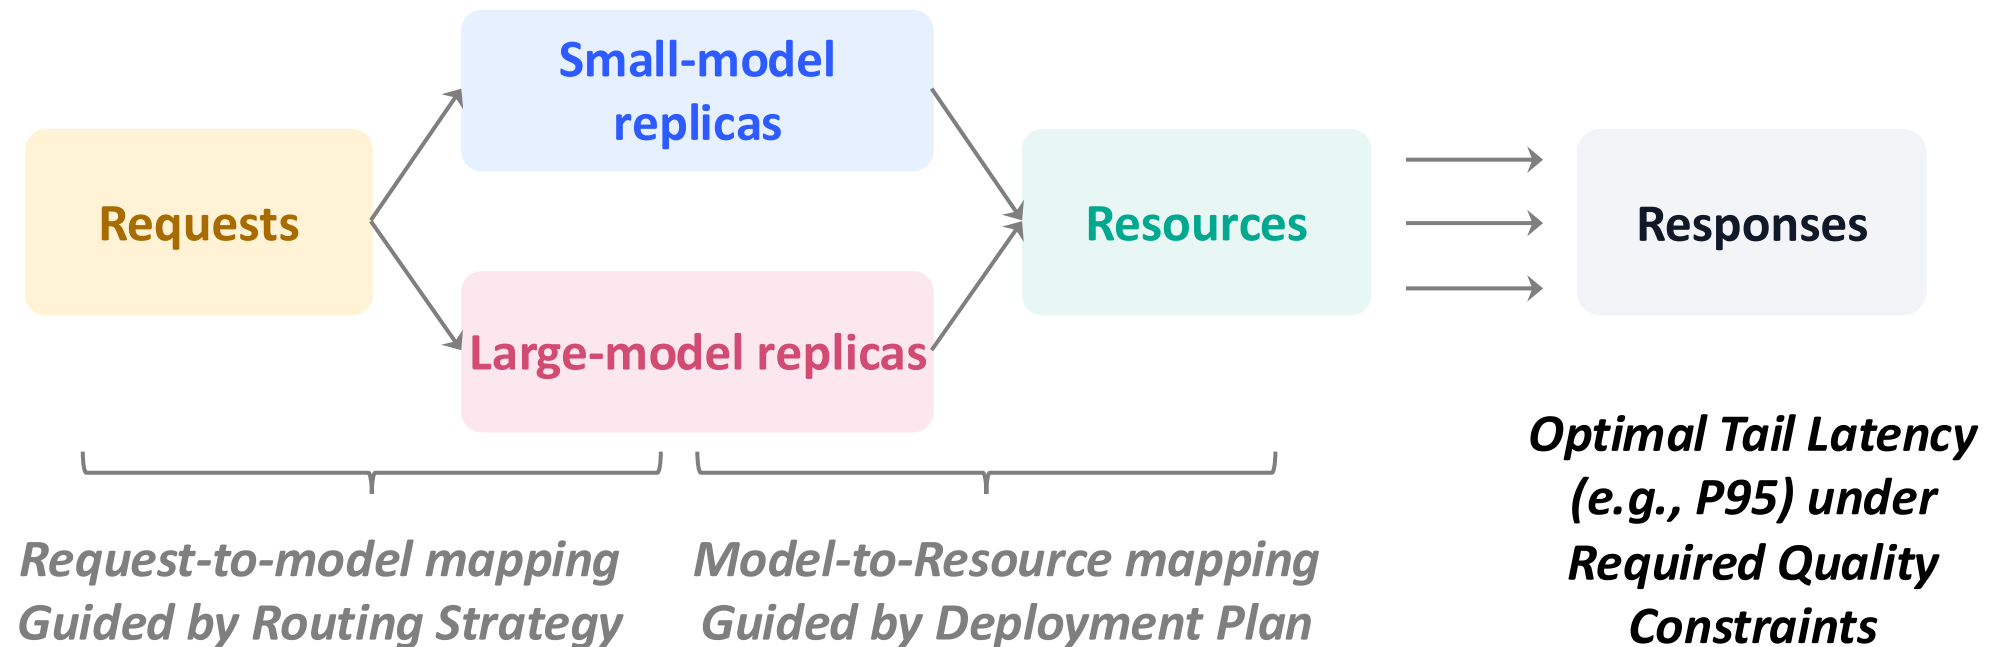 Small-model
replicas
Requests
Resources
Responses
Large-model replicas
Request-to-model mapping
Guided by Routing Strategy
Model-to-Resource mapping
Guided by Deployment Plan
Optimal Tail Latency
(e.g., P95) under
Required Quality
Constraints